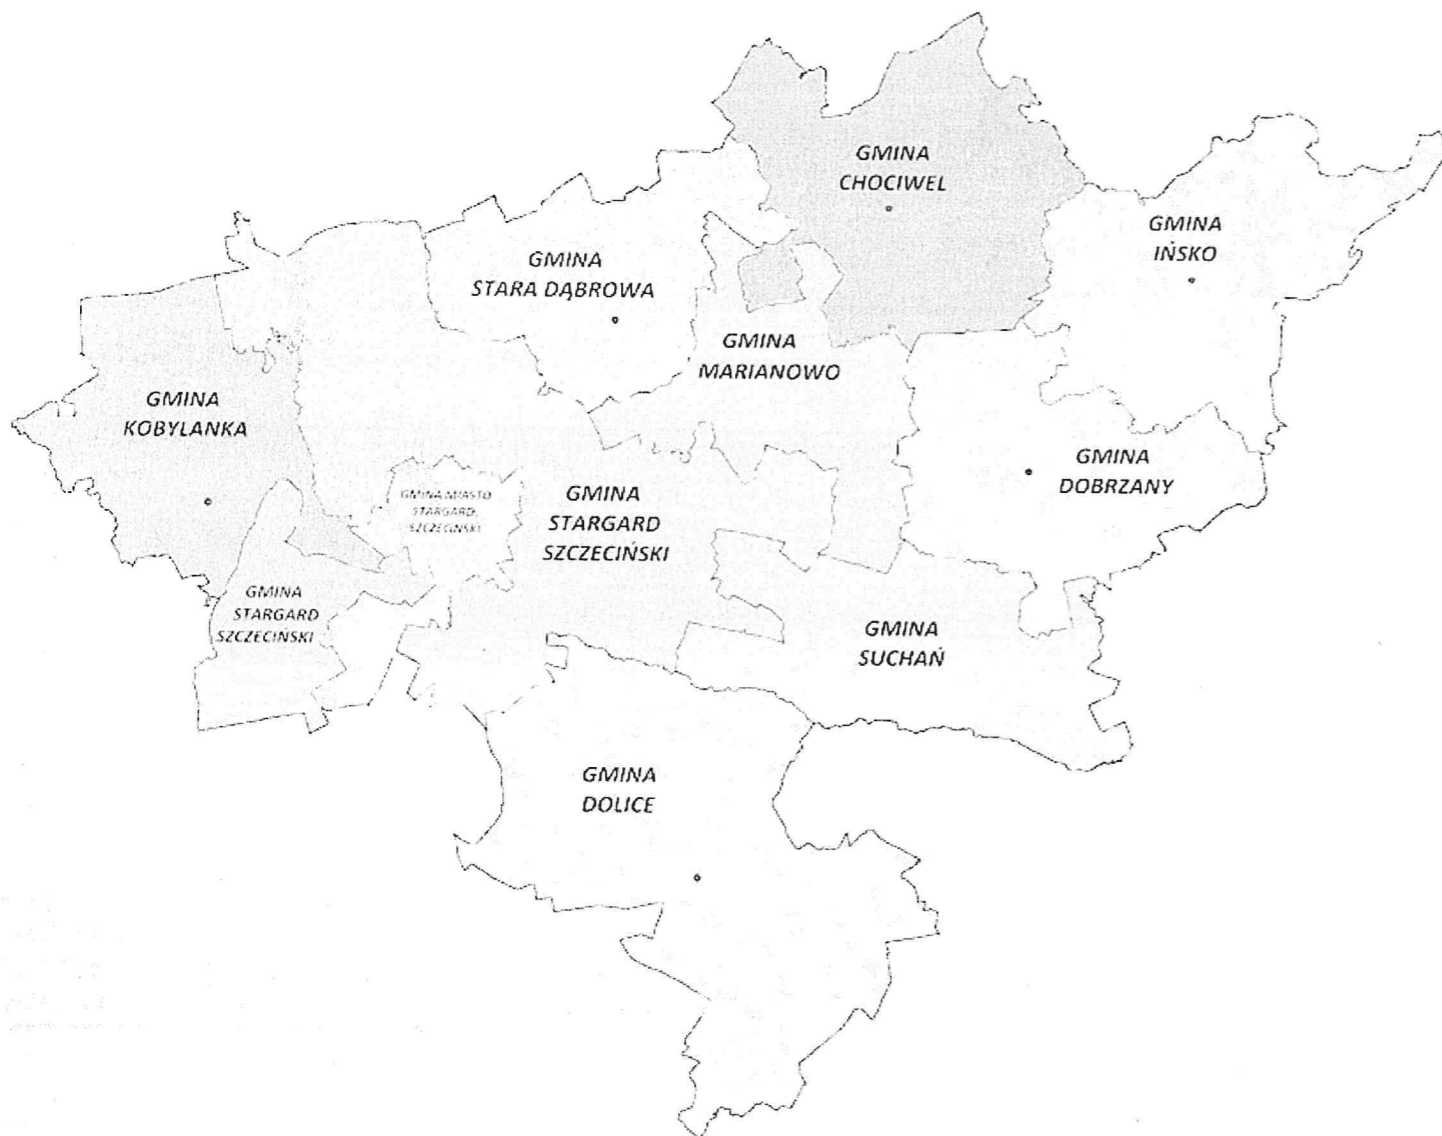 GMINA
CHOCIWEL
GMINA
IŃSKO
GMINA
STARA DĄBROWA
GMINA
MARIANOWO
GMINA
KOBYLANKA
GMINA
DOBRZANY
GMINA MIASTO
STARGARD
SZCZECIŃSKI
GMINA
STARGARD
SZCZECIŃSKI
GMINA
STARGARD
SZCZECIŃSKI
GMINA
SUCHAŃ
GMINA
DOLICE